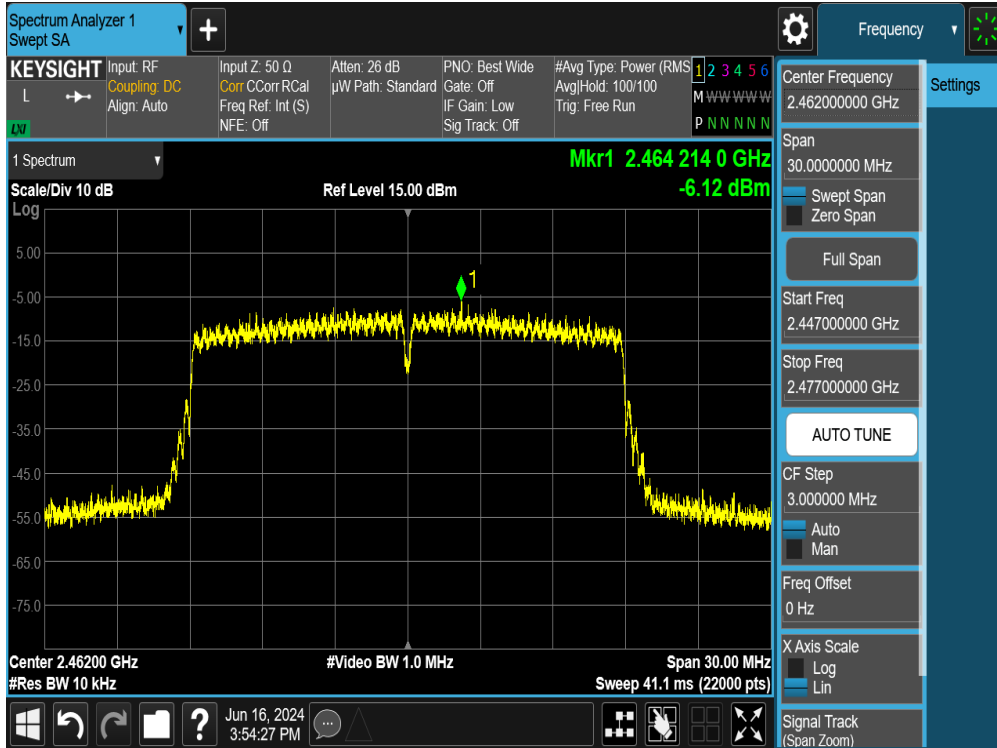 Spectrum Analyzer 1
Swept SA
+
Frequency
KEYSIGHT
L
LXI
Input: RF
Coupling: DC
Align: Auto
Input Z: 50 Ω
Corr CCorr RCal
Freq Ref: Int (S)
NFE: Off
Atten: 26 dB
µW Path: Standard
PNO: Best Wide
Gate: Off
IF Gain: Low
Sig Track: Off
#Avg Type: Power (RMS
Avg|Hold: 100/100
Trig: Free Run
1 2 3 4 5 6
M W W W W W
P N N N N N
1 Spectrum
Mkr1 2.464 214 0 GHz
Scale/Div 10 dB
Ref Level 15.00 dBm
-6.12 dBm
Log
5.00
-5.00
-15.0
-25.0
-35.0
-45.0
-55.0
-65.0
-75.0
1
Center 2.46200 GHz
#Video BW 1.0 MHz
Span 30.00 MHz
#Res BW 10 kHz
Sweep 41.1 ms (22000 pts)
Center Frequency
2.462000000 GHz
Settings
Span
30.0000000 MHz
Swept Span
Zero Span
Full Span
Start Freq
2.447000000 GHz
Stop Freq
2.477000000 GHz
AUTO TUNE
CF Step
3.000000 MHz
Auto
Man
Freq Offset
0 Hz
X Axis Scale
Log
Lin
Signal Track
(Span Zoom)
?
Jun 16, 2024
3:54:27 PM